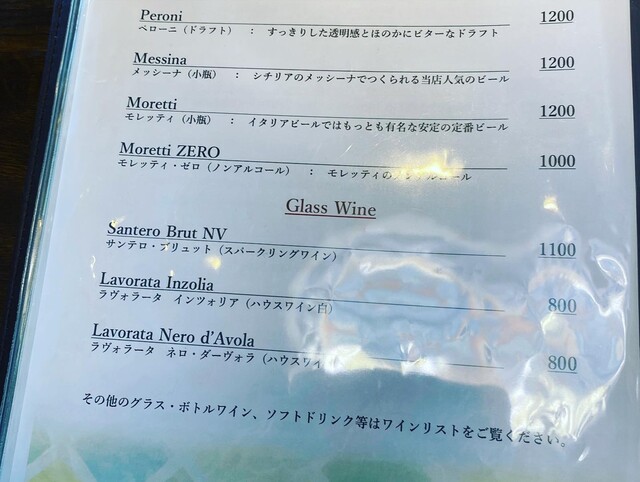 Peroni 1200
ペローニ（ドラフト） ： すっきりした透明感とほのかにビターなドラフト
Messina 1200
メッシーナ（小瓶） ： シチリアのメッシーナでつくられる当店人気のビール
Moretti 1200
モレッティ（小瓶） ： イタリアビールではもっとも有名な安定の定番ビール
Moretti ZERO 1000
モレッティ・ゼロ（ノンアルコール） ： モレッティのノンアルコール
Glass Wine
Santero Brut NV 1100
サンテロ・ブリュット（スパークリングワイン）
Lavorata Inzolia 800
ラヴォラータ インツォリア（ハウスワイン白）
Lavorata Nero d'Avola 800
ラヴォラータ ネロ・ダーヴォラ（ハウスワイ
その他のグラス・ボトルワイン、ソフトドリンク等はワインリストをご覧ください。